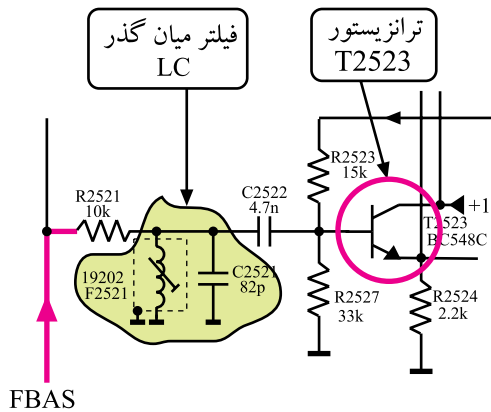 فیلتر میان گذر
LC
ترانزیستور
T2523
R2523
15k
R2521
10k
C2522
4.7n
+1
T2523
BC548C
19202
F2521
C2521
82p
R2527
33k
R2524
2.2k
FBAS